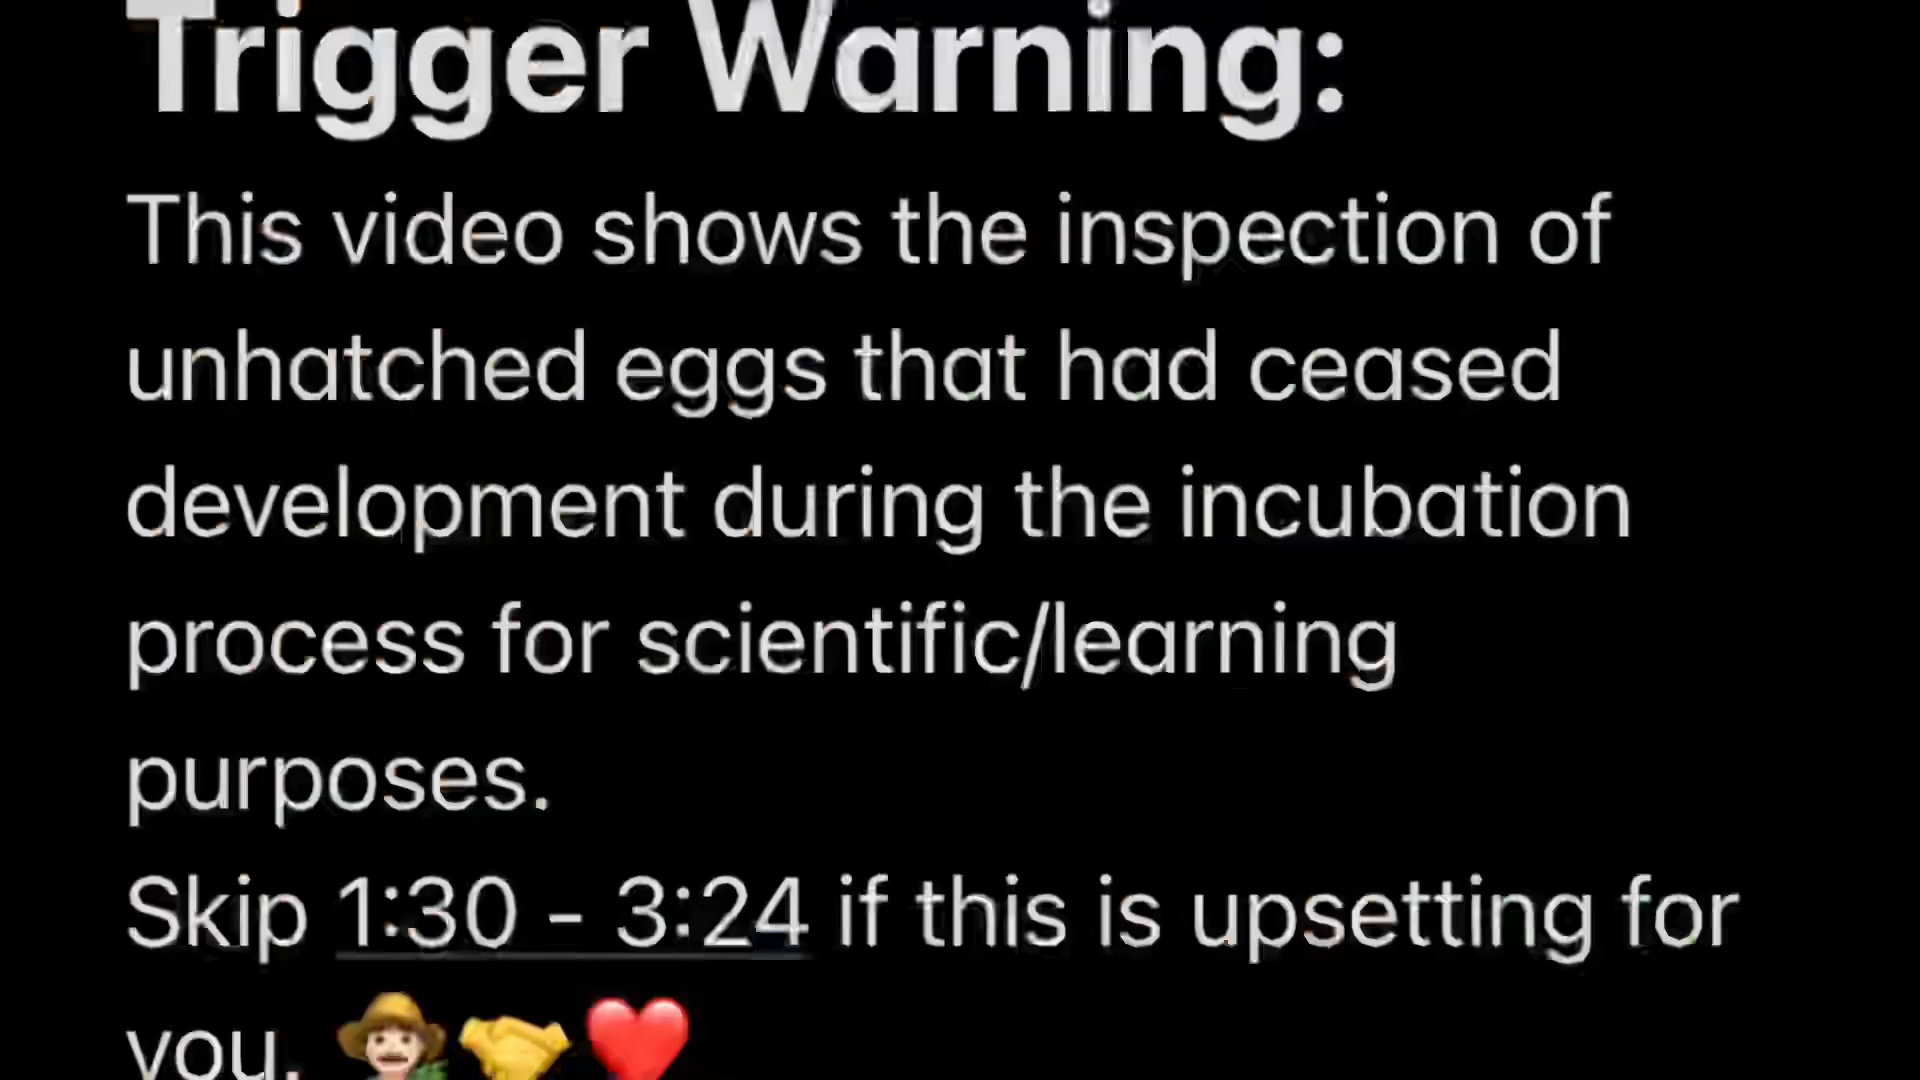 Trigger Warning:
This video shows the inspection of
unhatched eggs that had ceased
development during the incubation
process for scientific/learning
purposes.
Skip 1:30 - 3:24 if this is upsetting for
you. 👨‍🌾🤝❤️